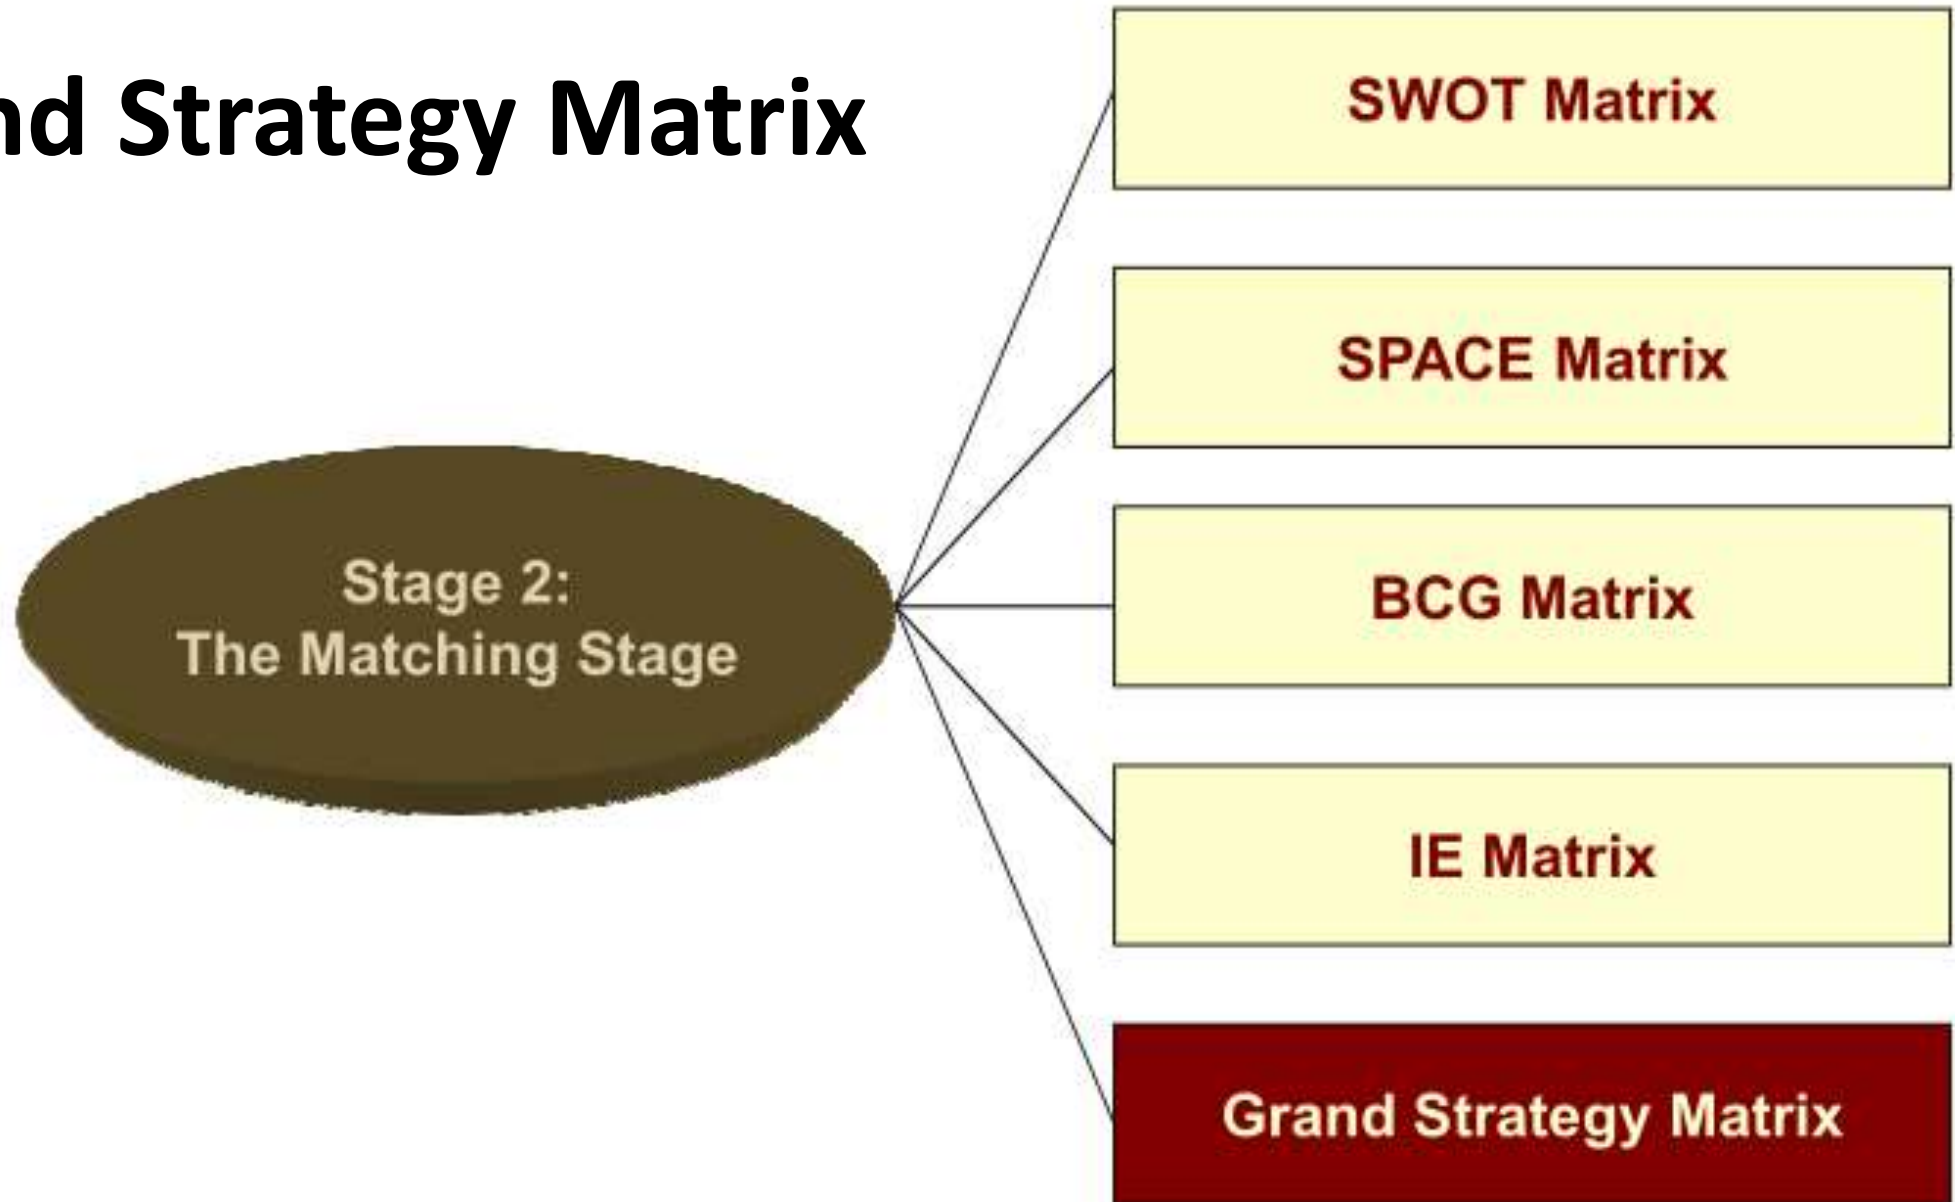 nd Strategy Matrix
SWOT Matrix
SPACE Matrix
Stage 2:
The Matching Stage
BCG Matrix
IE Matrix
Grand Strategy Matrix